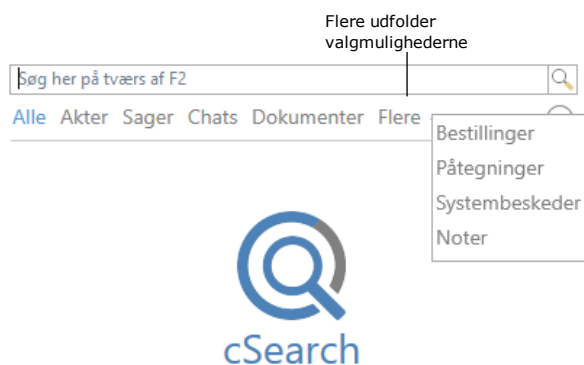 Flere udfolder
valgmulighederne
Søg her på tværs af F2
Alle Akter Sager Chats Dokumenter Flere
Bestillinger
Påtegninger
Systembeskeder
Noter
cSearch